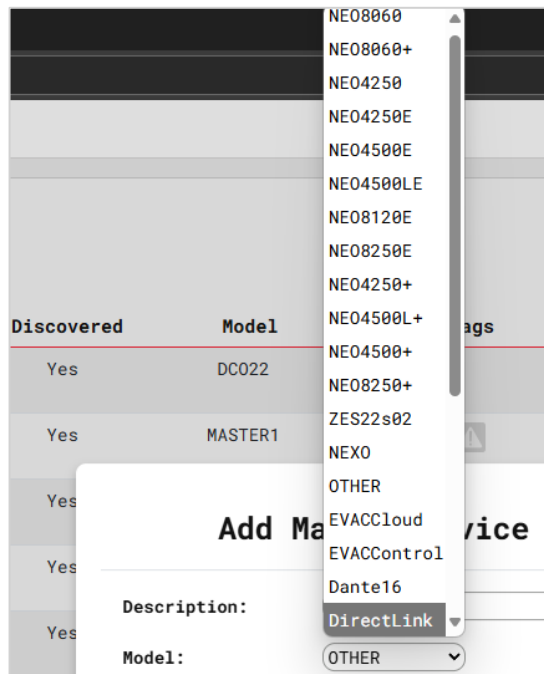 NEO8060
NEO8060+
NEO4250
NEO4250E
NEO4500E
NEO4500LE
NEO8120E
NEO8250E
NEO4250+
NEO4500L+
NEO4500+
NEO8250+
ZES22s02
NEXO
OTHER
EVACCloud
EVACControl
Dante16
DirectLink
Discovered Model ags
Yes DCO22
Yes MASTER1
Yes
Yes
Yes
Add Ma vice
Description:
Model: OTHER